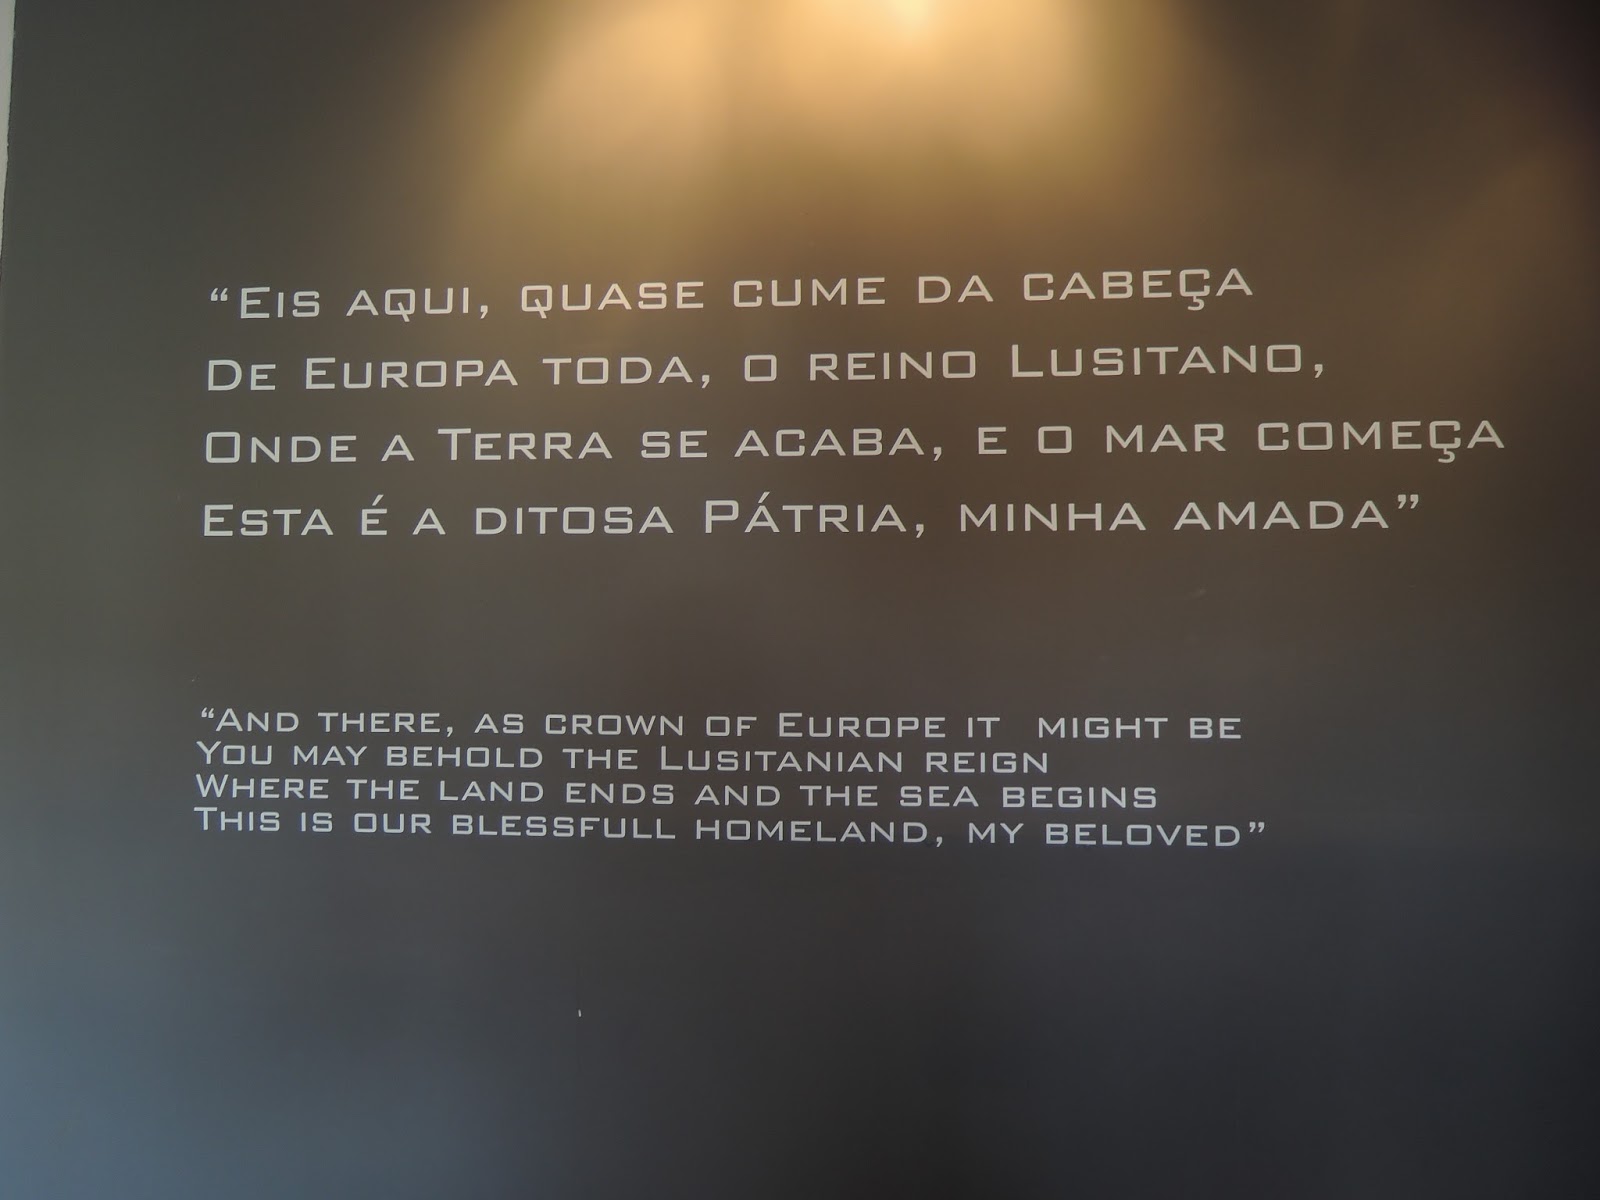 “Eis aqui, quase cume da cabeça
De Europa toda, o reino Lusitano,
Onde a Terra se acaba, e o mar começa
Esta é a ditosa Pátria, minha amada”
“And there, as crown of Europe it might be
You may behold the Lusitanian reign
Where the land ends and the sea begins
This is our blessfull homeland, my beloved”